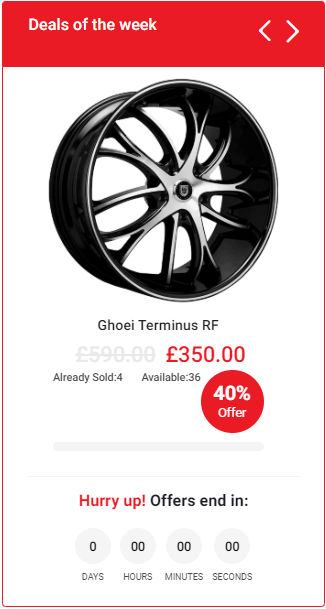 Deals of the week
Ghoei Terminus RF
£590.00 £350.00
Already Sold:4 Available:36
40%
Offer
Hurry up! Offers end in:
0 00 00 00
DAYS HOURS MINUTES SECONDS